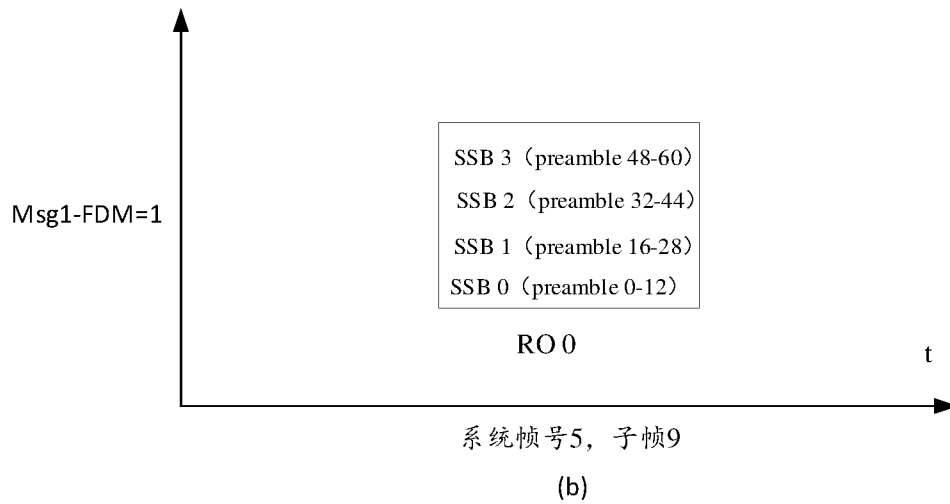 SSB 3（preamble 48-60）
SSB 2（preamble 32-44）
Msg1-FDM=1
SSB 1（preamble 16-28）
SSB 0（preamble 0-12）
RO 0
t
系统帧号5，子帧9
(b)